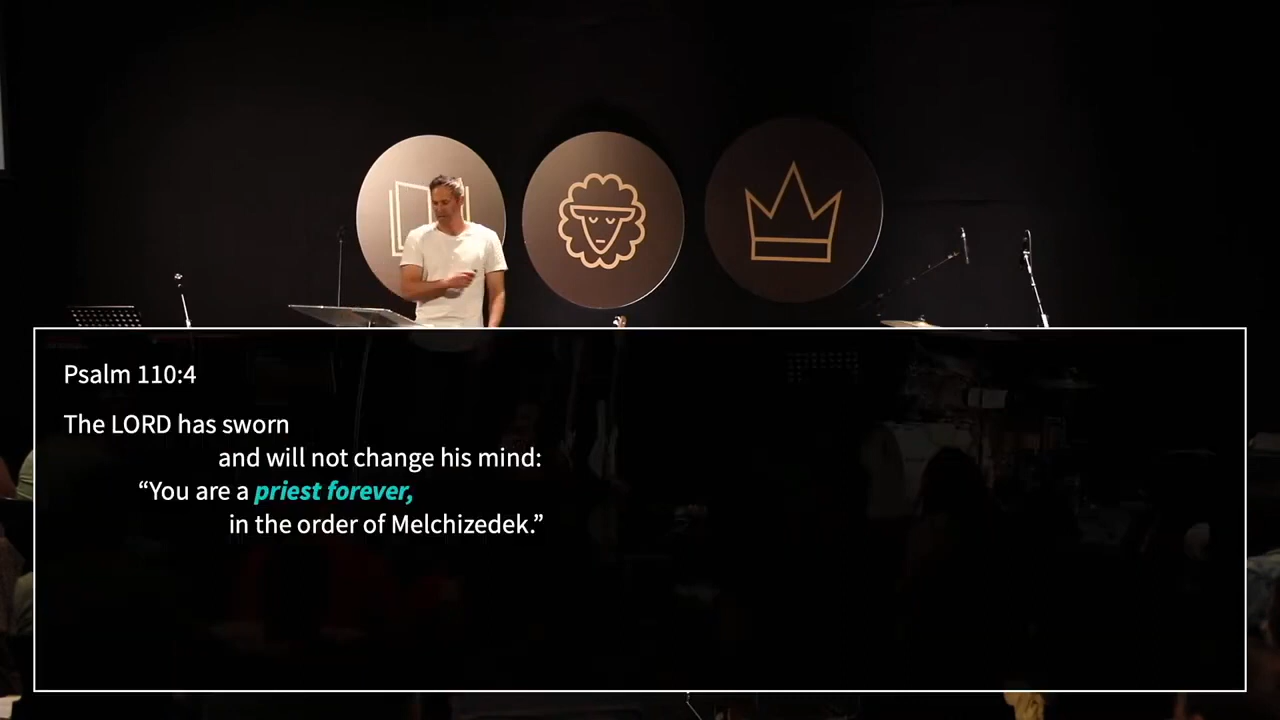 Psalm 110:4
The LORD has sworn
and will not change his mind:
“You are a priest forever,
in the order of Melchizedek.”